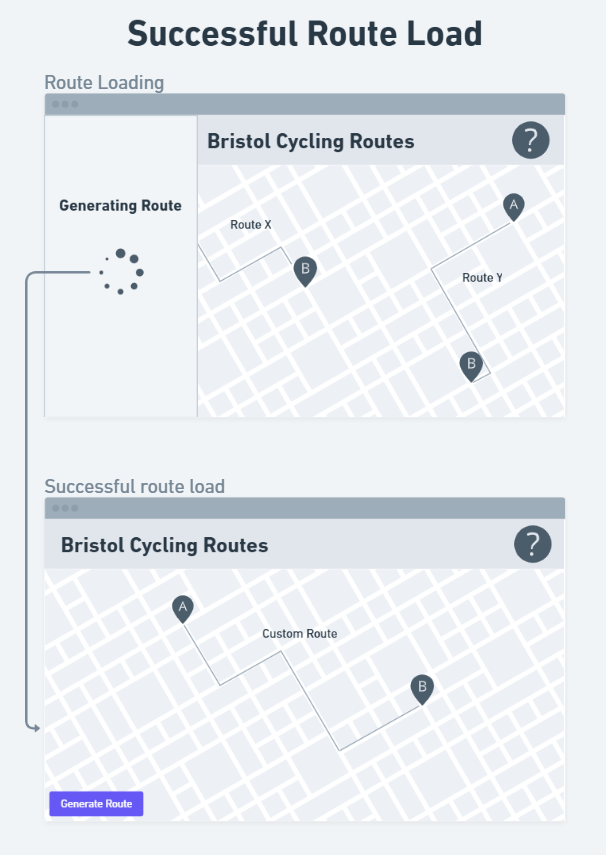 Successful Route Load
Route Loading
Bristol Cycling Routes
?
Generating Route
Route X
A
B
Route Y
B
Successful route load
Bristol Cycling Routes
?
A
Custom Route
B
Generate Route